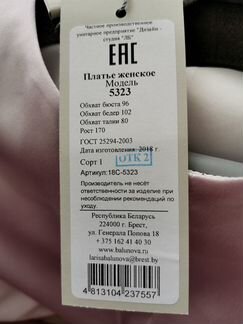 Частное производственное
унитарное предприятие "Дизайн -
студия "ЛБ"
ЕАС
Платье женское
Модель
5323
Обхват бюста 96
Обхват бедер 102
Обхват талии 80
Рост 170
ГОСТ 25294-2003
Дата изготовления: 2018 г.
Сорт 1 ОТК 2
Артикул:18С-5323
Производитель не несёт
ответственности за изделие при
несоблюдении рекомендаций по
уходу.
Республика Беларусь
224000 г. Брест,
ул. Генерала Попова 18
+ 375 162 41 40 30
www.balunova.ru
larisabalunova@brest.by
4 813104 237557